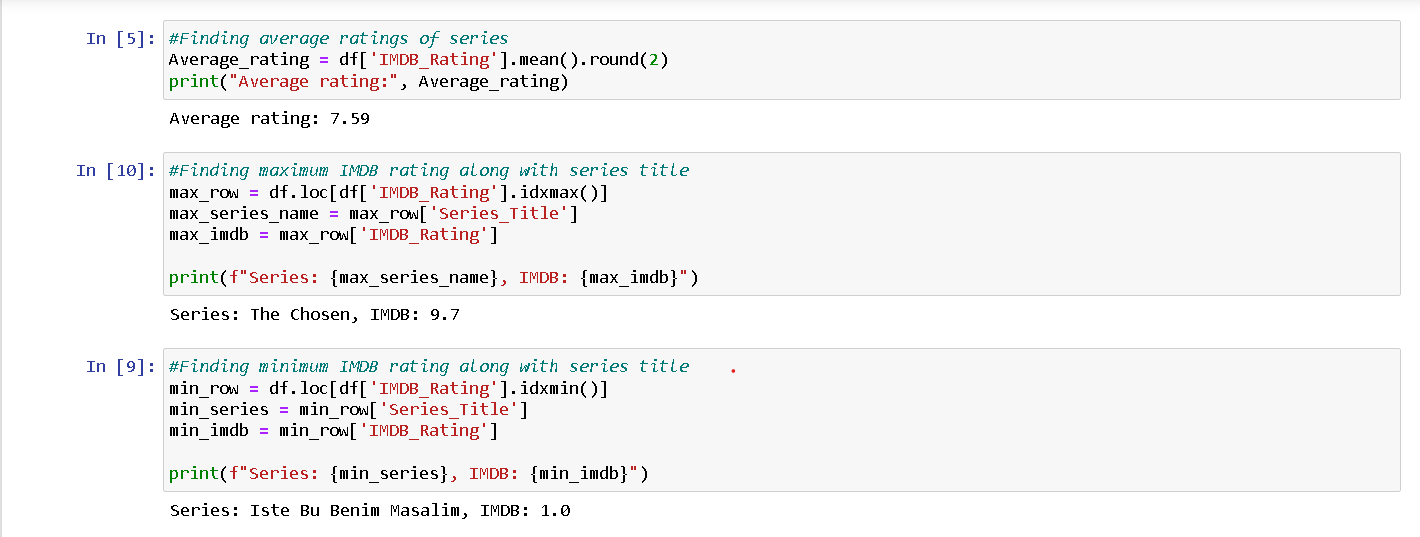 In [5]: #Finding average ratings of series
Average_rating = df['IMDB_Rating'].mean().round(2)
print("Average rating:", Average_rating)
Average rating: 7.59
In [10]: #Finding maximum IMDB rating along with series title
max_row = df.loc[df['IMDB_Rating'].idxmax()]
max_series_name = max_row['Series_Title']
max_imdb = max_row['IMDB_Rating']
print(f"Series: {max_series_name}, IMDB: {max_imdb}")
Series: The Chosen, IMDB: 9.7
In [9]: #Finding minimum IMDB rating along with series title
min_row = df.loc[df['IMDB_Rating'].idxmin()]
min_series = min_row['Series_Title']
min_imdb = min_row['IMDB_Rating']
print(f"Series: {min_series}, IMDB: {min_imdb}")
Series: Iste Bu Benim Masalim, IMDB: 1.0